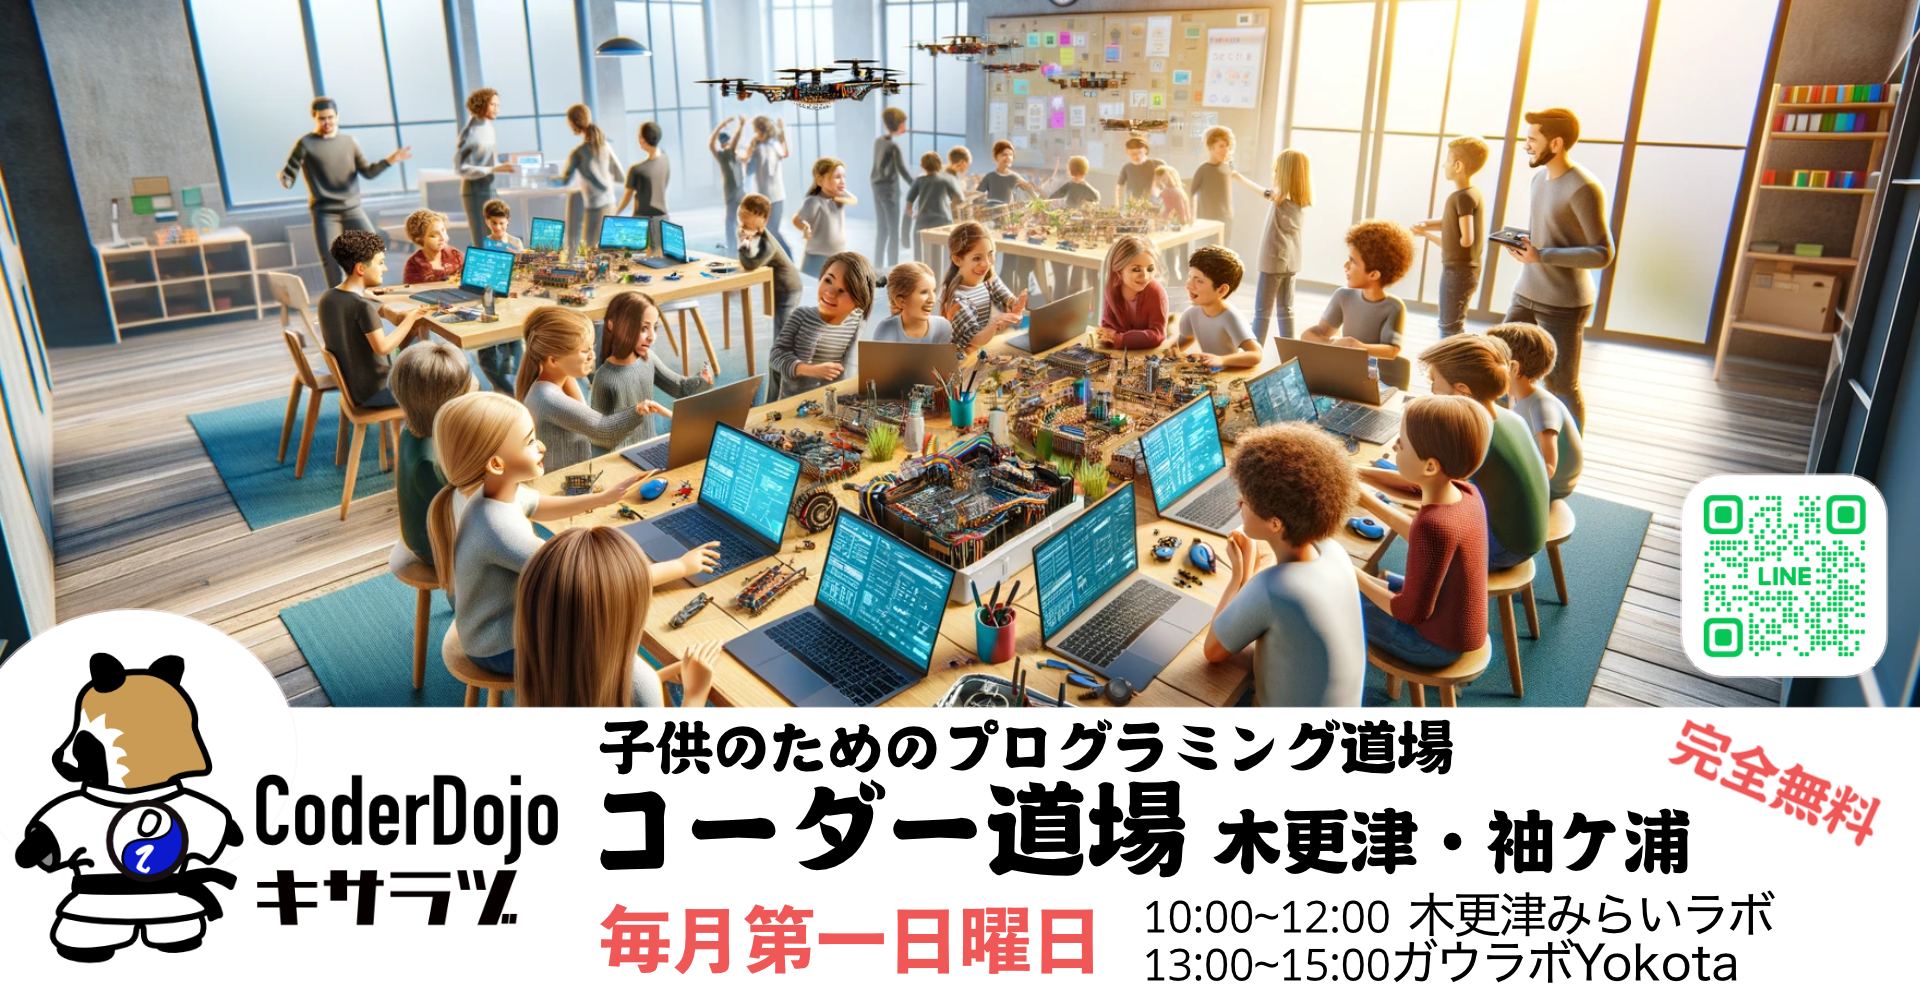 LINE
子供のためのプログラミング道場
完全無料
コーダー道場 木更津・袖ケ浦
CoderDojo
キサラヅ
毎月第一日曜日
10:00~12:00 木更津みらいラボ
13:00~15:00ガウラボYokota